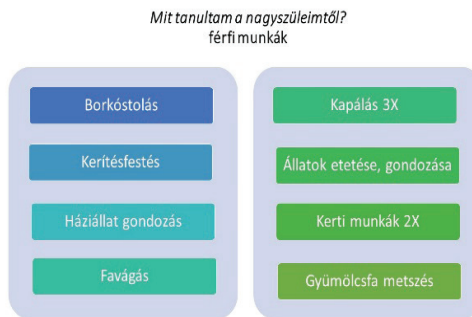 Mit tanultam a nagyszüleimtől?
férfi munkák
Borkóstolás
Kerítésfestés
Háziállat gondozás
Favágás
Kapálás 3X
Állatok etetése, gondozása
Kerti munkák 2X
Gyümölcsfa metszés